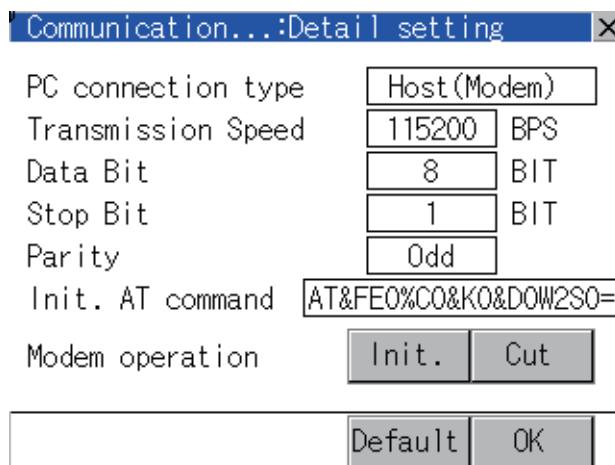 Communication...:Detail setting ×
PC connection type Host(Modem)
Transmission Speed 115200 BPS
Data Bit 8 BIT
Stop Bit 1 BIT
Parity Odd
Init. AT command AT&FE0%C0&K0&D0W2S0=
Modem operation Init. Cut
Default OK